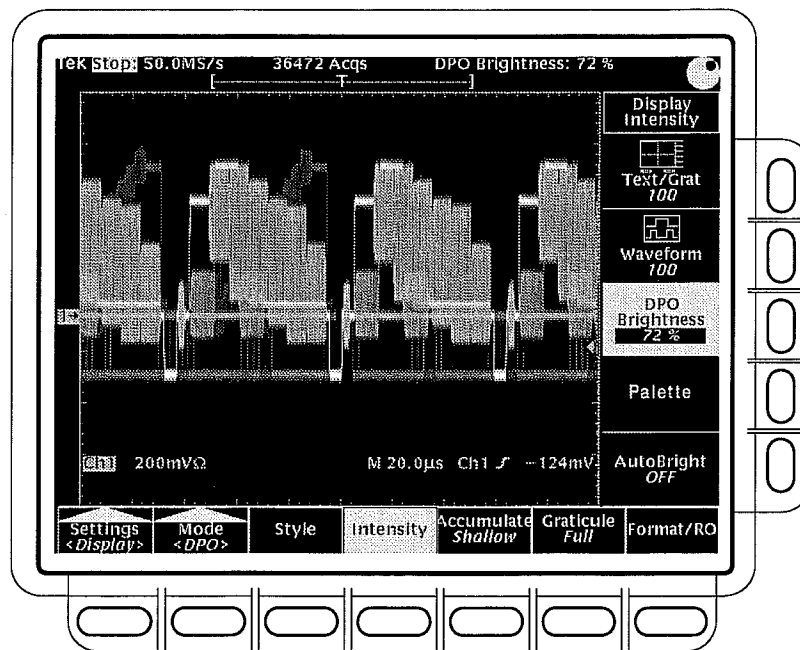 Tek Stop: 50.0MS/s 36472 Acqs DPO Brightness: 72 %
T
Display
Intensity
Text/Grat
100
Waveform
100
1
DPO
Brightness
72 %
Palette
Ch1 200mVΩ M 20.0µs Ch1 -124mV
AutoBright
OFF
Settings
<Display>
Mode
<DPO>
Style
Intensity
Accumulate
Shallow
Graticule
Full
Format/RO